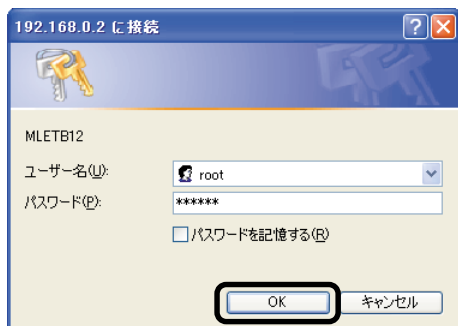 192.168.0.2 に接続
MLETB12
ユーザー名(U):
root
パスワード(P):
******
パスワードを記憶する(R)
OK
キャンセル